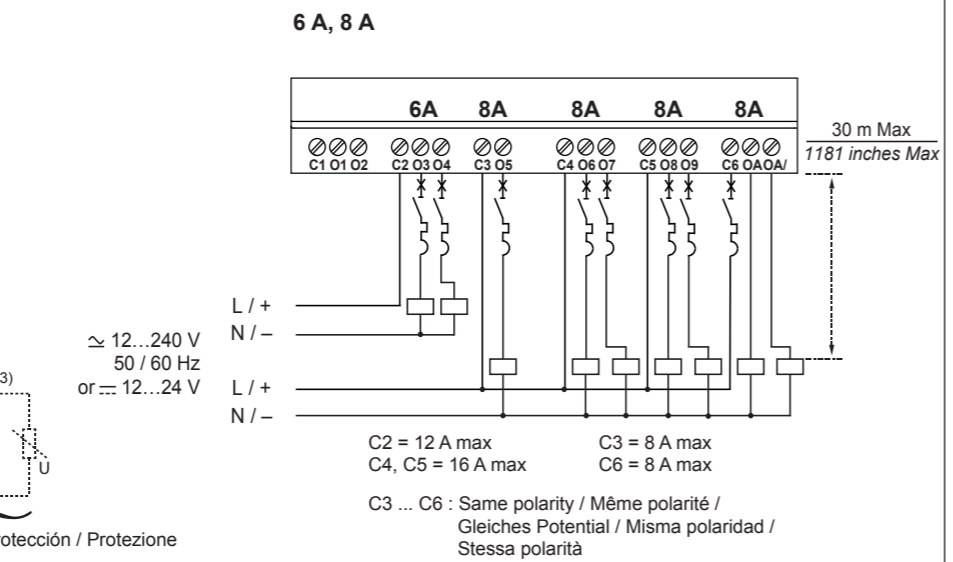 6 A, 8 A
6A 8A 8A 8A 8A
C1 O1 O2 C2 O3 O4 C3 O5 C4 O6 O7 C5 O8 O9 C6 OA OA/
30 m Max
1181 inches Max
L / +
N / –
≃ 12...240 V
50 / 60 Hz
or ⎓ 12...24 V
L / +
N / –
3)
U
C2 = 12 A max C3 = 8 A max
C4, C5 = 16 A max C6 = 8 A max
C3 ... C6 : Same polarity / Même polarité /
Gleiches Potential / Misma polaridad /
Stessa polarità
otección / Protezione